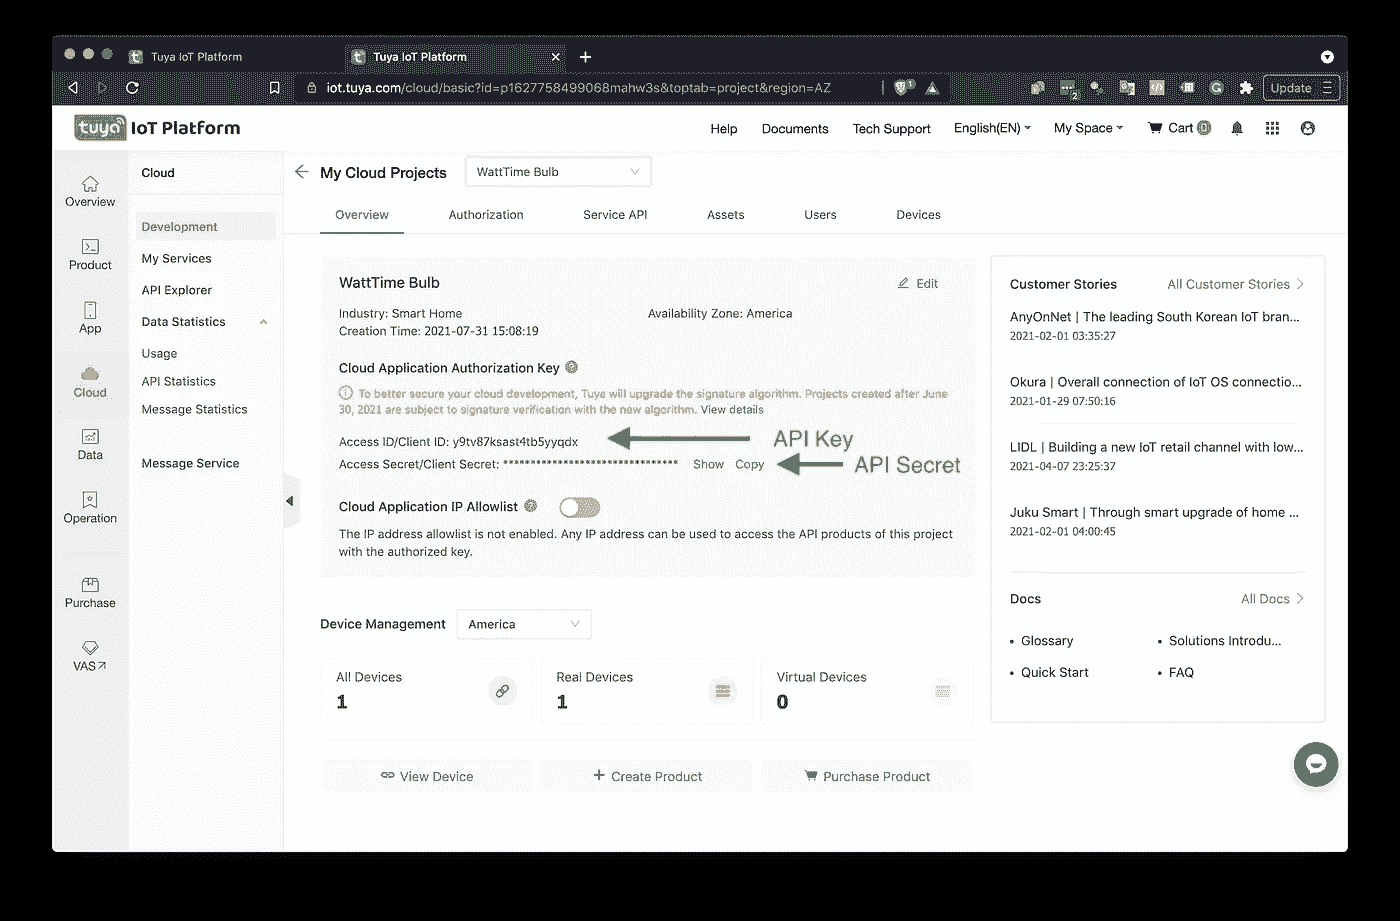 Tuya IoT Platform
Tuya IoT Platform
iot.tuya.com/cloud/basic?id=p1627758499068mahw3s&toptab=project&region=AZ
1
2
G
Update
tuya IoT Platform
Help
Documents
Tech Support
English(EN)
My Space
Cart 0
Overview
Product
App
Cloud
Data
Operation
Purchase
VAS
Cloud
Development
My Services
API Explorer
Data Statistics
Usage
API Statistics
Message Statistics
Message Service
My Cloud Projects
WattTime Bulb
Overview
Authorization
Service API
Assets
Users
Devices
WattTime Bulb
Edit
Industry: Smart Home
Availability Zone: America
Creation Time: 2021-07-31 15:08:19
Cloud Application Authorization Key
To better secure your cloud development, Tuya will upgrade the signature algorithm. Projects created after June
30, 2021 are subject to signature verification with the new algorithm. View details
Access ID/Client ID: y9tv87ksast4tb5yyqdx
API Key
Access Secret/Client Secret: ********************************
Show
Copy
API Secret
Cloud Application IP Allowlist
The IP address allowlist is not enabled. Any IP address can be used to access the API products of this project
with the authorized key.
Device Management
America
All Devices
1
Real Devices
1
Virtual Devices
0
View Device
+ Create Product
Purchase Product
Customer Stories
All Customer Stories
AnyOnNet | The leading South Korean IoT bran...
2021-02-01 03:35:27
Okura | Overall connection of IoT OS connectio...
2021-01-29 07:50:16
LIDL | Building a new IoT retail channel with low...
2021-04-07 23:25:37
Juku Smart | Through smart upgrade of home ...
2021-02-01 04:00:45
Docs
All Docs
• Glossary
• Solutions Introdu...
• Quick Start
• FAQ